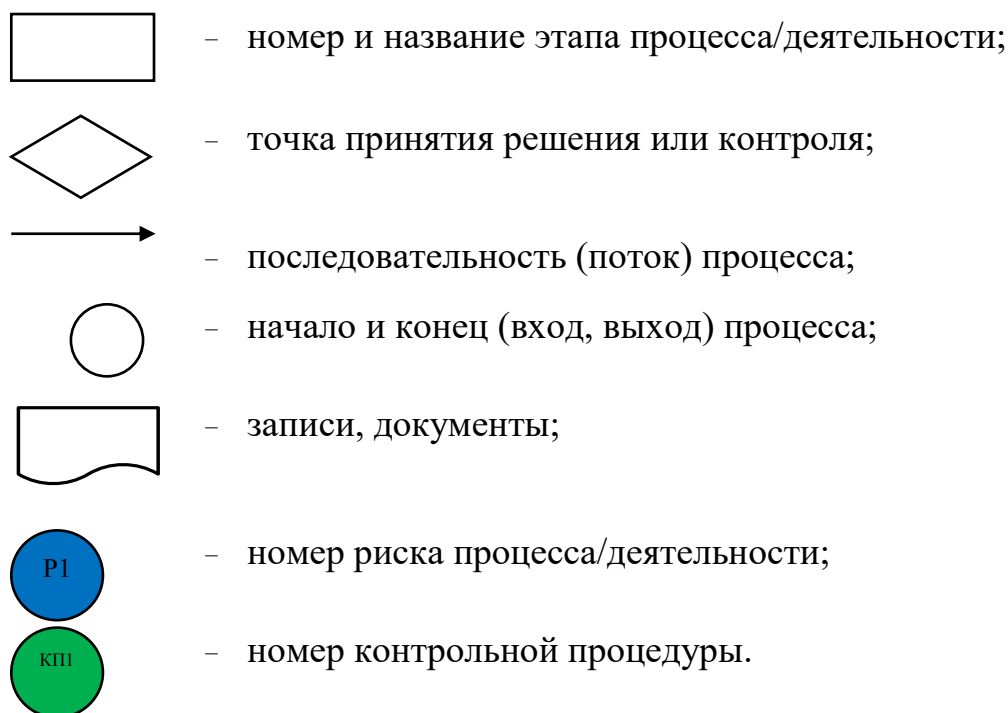 – номер и название этапа процесса/деятельности;
– точка принятия решения или контроля;
– последовательность (поток) процесса;
– начало и конец (вход, выход) процесса;
– записи, документы;
Р1 – номер риска процесса/деятельности;
КП1 – номер контрольной процедуры.